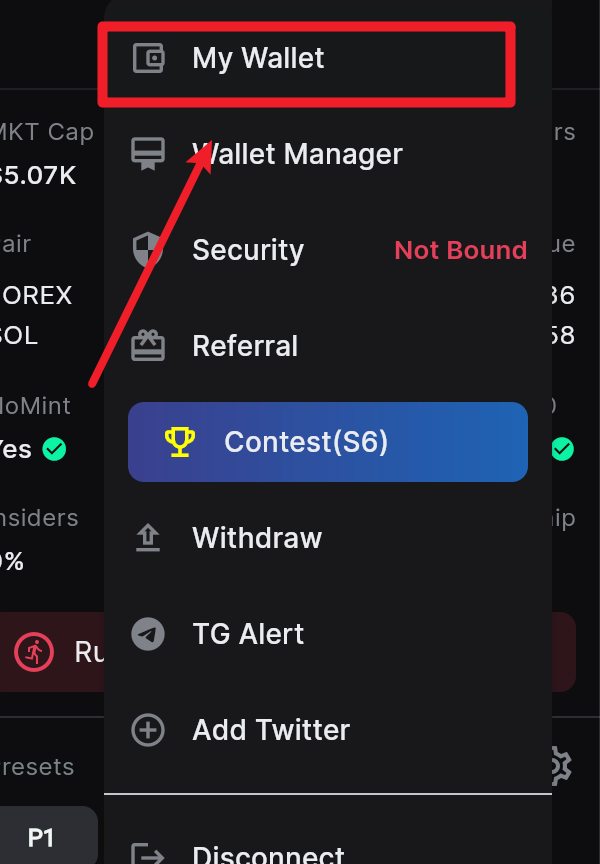 My Wallet
MKT Cap
rs
$5.07K
Wallet Manager
air
Security
Not Bound
ue
OREX
36
SOL
58
Referral
NoMint
Yes
Contest(S6)
nsiders
ip
0%
Withdraw
Ru
TG Alert
Add Twitter
resets
P1
Disconnect